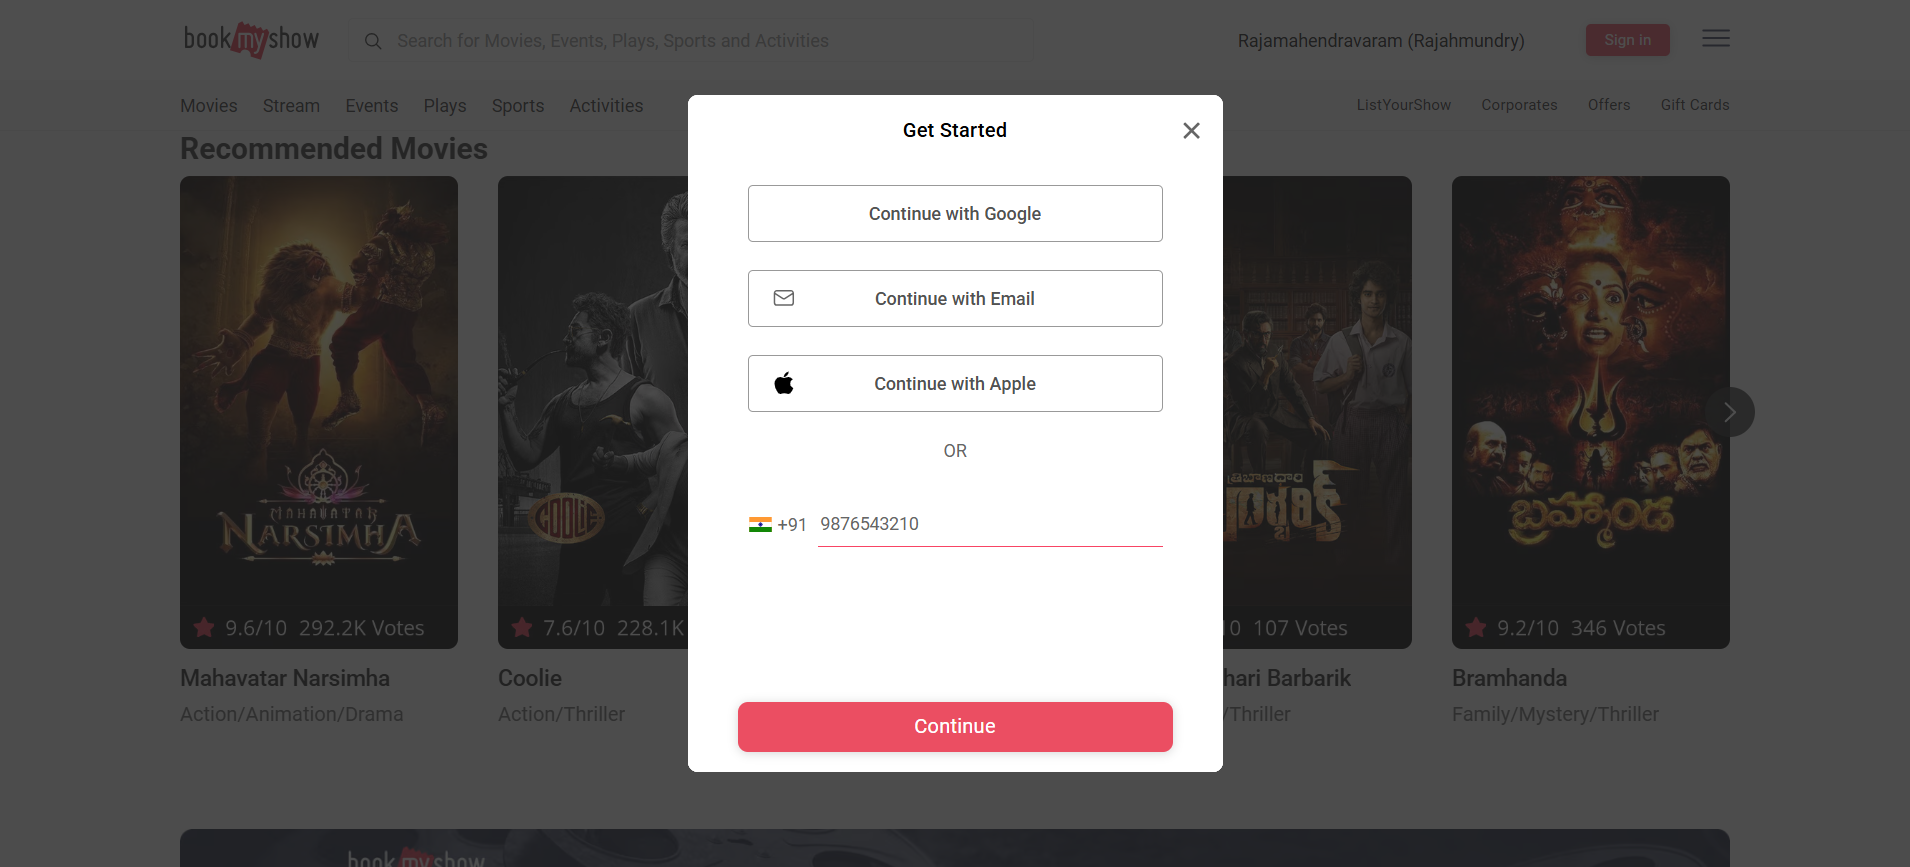 bookmyshow
Search for Movies, Events, Plays, Sports and Activities
Rajamahendravaram (Rajahmundry)
Sign in
Movies Stream Events Plays Sports Activities
ListYourShow Corporates Offers Gift Cards
Recommended Movies
Get Started
Continue with Google
Continue with Email
Continue with Apple
OR
+91 9876543210
Continue
MAHAVATAR
NARSIMHA
COOLIE
త్రిబాణధారి
బ్రహ్మాండ
9.6/10 292.2K Votes
7.6/10 228.1K
10 107 Votes
9.2/10 346 Votes
Mahavatar Narsimha
Action/Animation/Drama
Coolie
Action/Thriller
hari Barbarik
/Thriller
Bramhanda
Family/Mystery/Thriller
bookmyshow